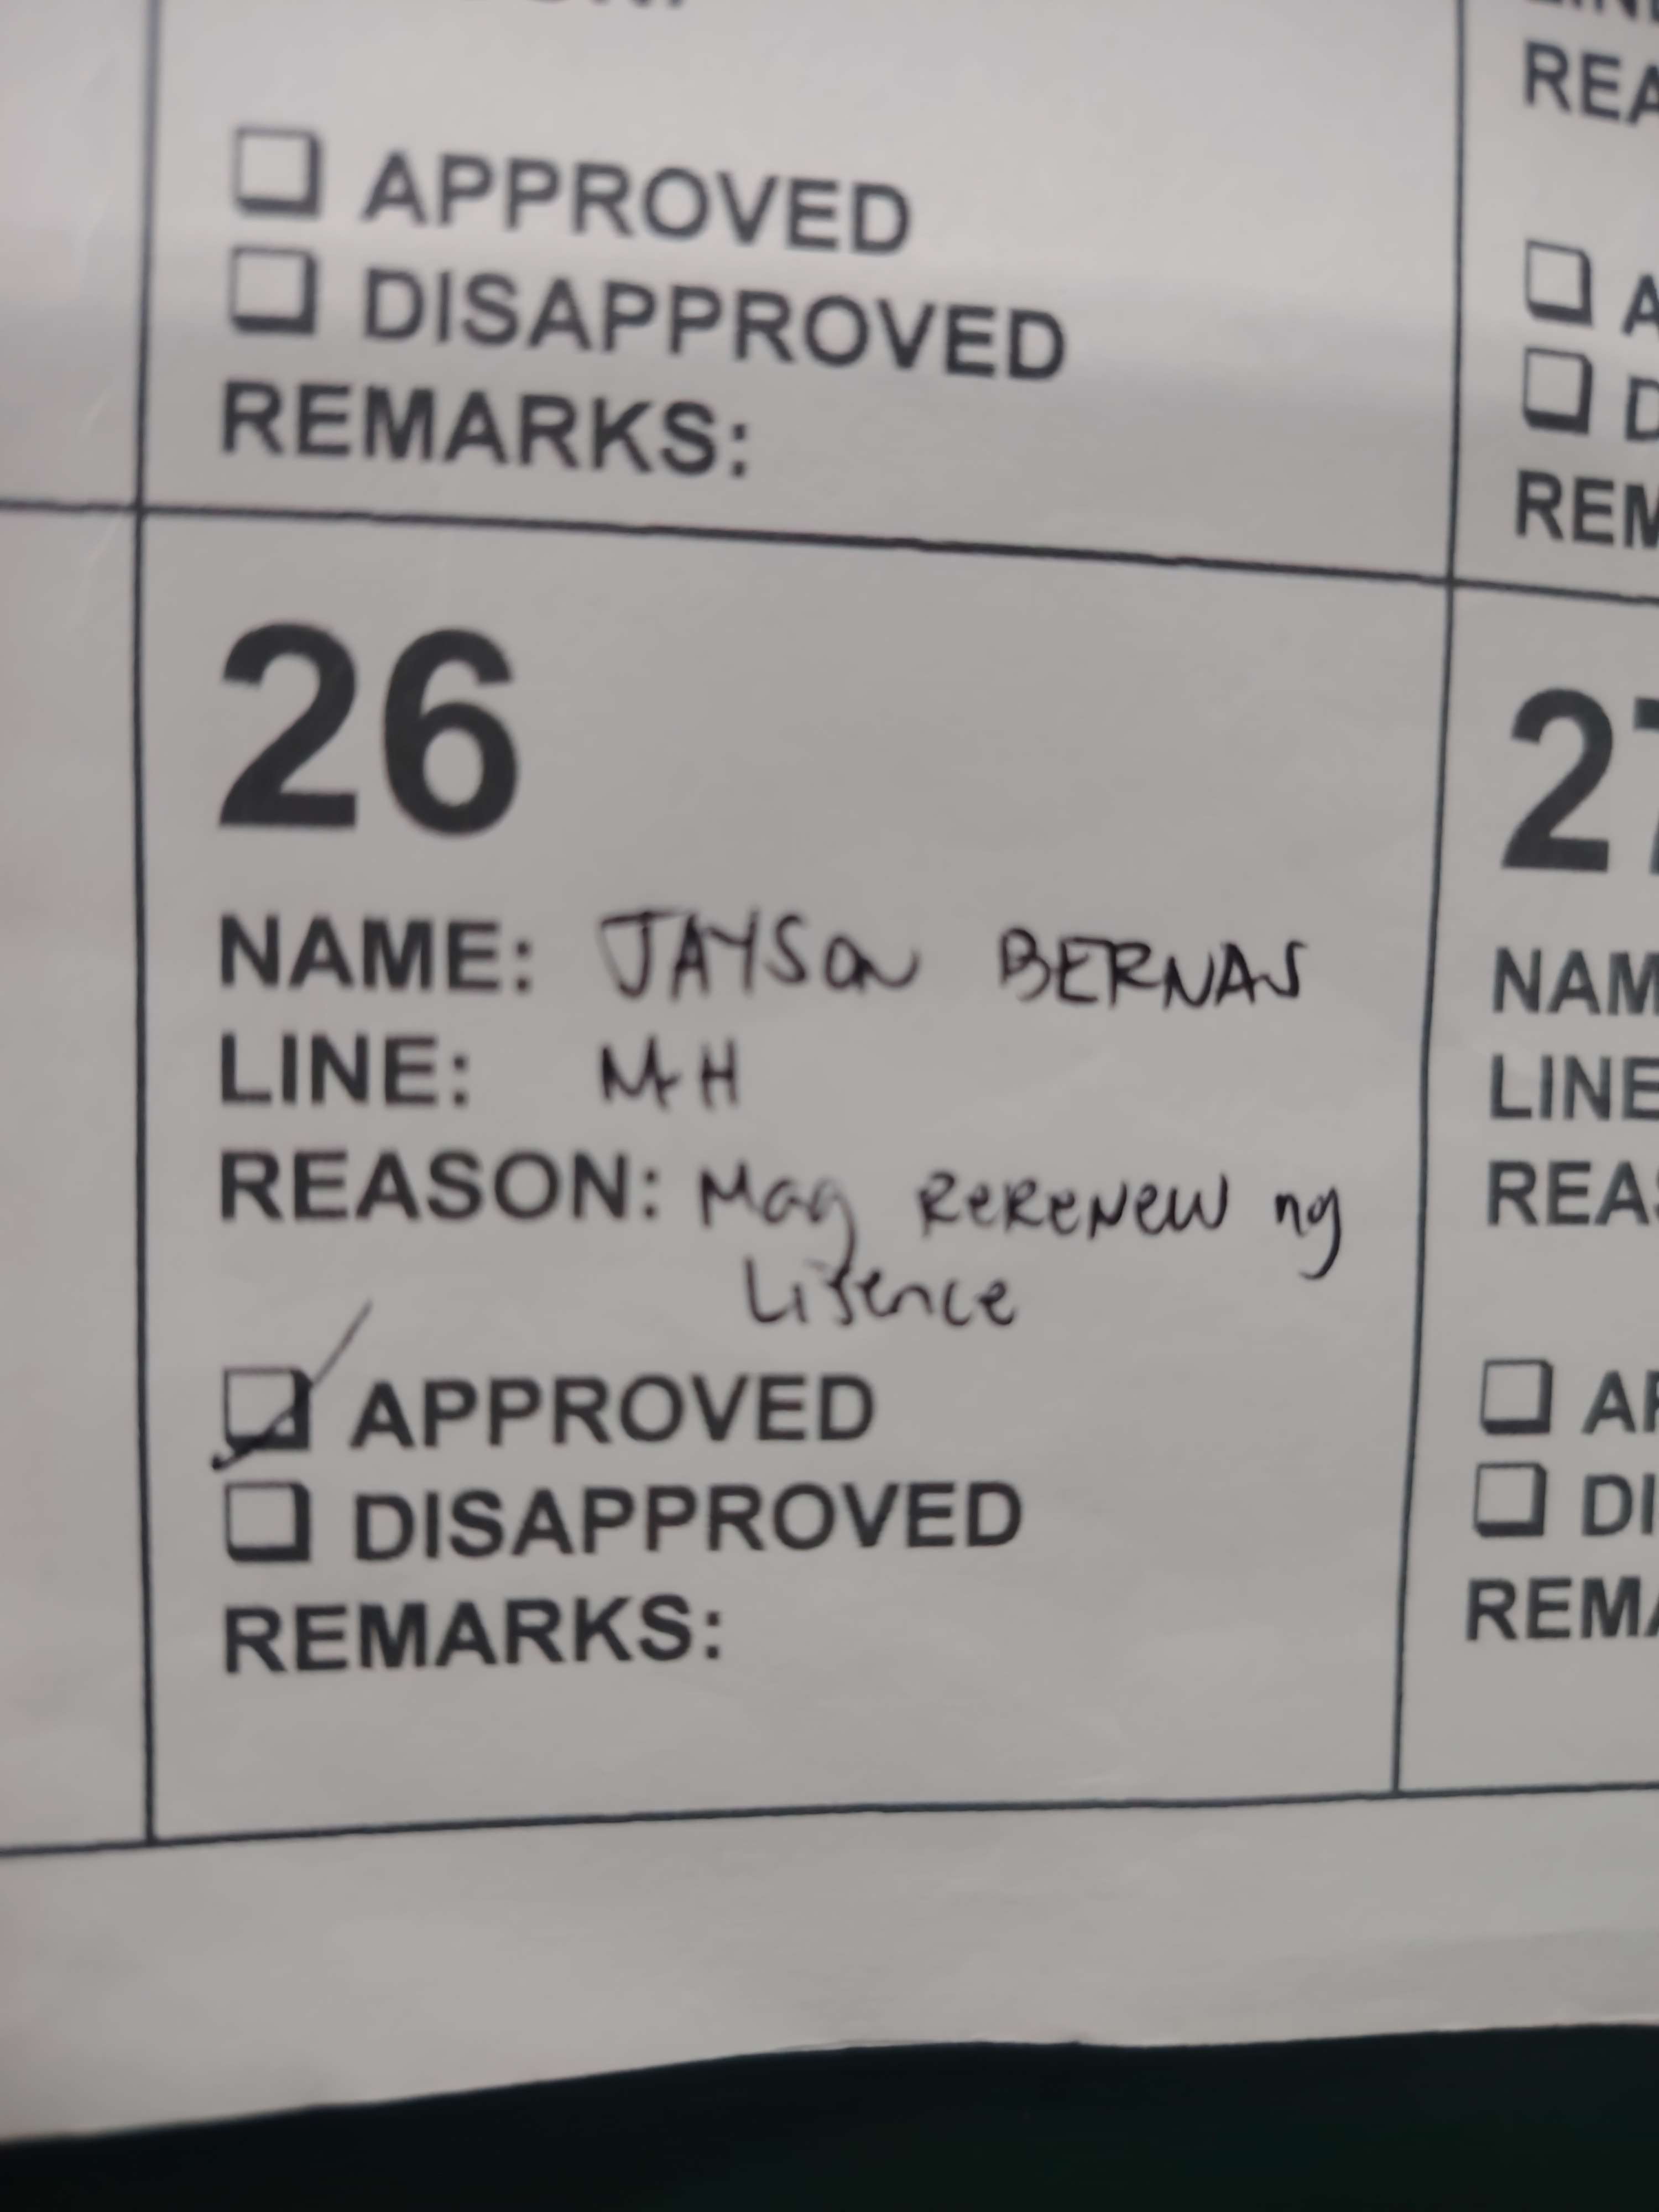 REA
APPROVED
DISAPPROVED
REMARKS:
REM
26
NAME: JAYSON BERNAS
LINE: MH
REASON: Mag ReReNew ng
Lisence
APPROVED
DISAPPROVED
REMARKS:
27
NAM
LINE
REAS
AP
DI
REMA